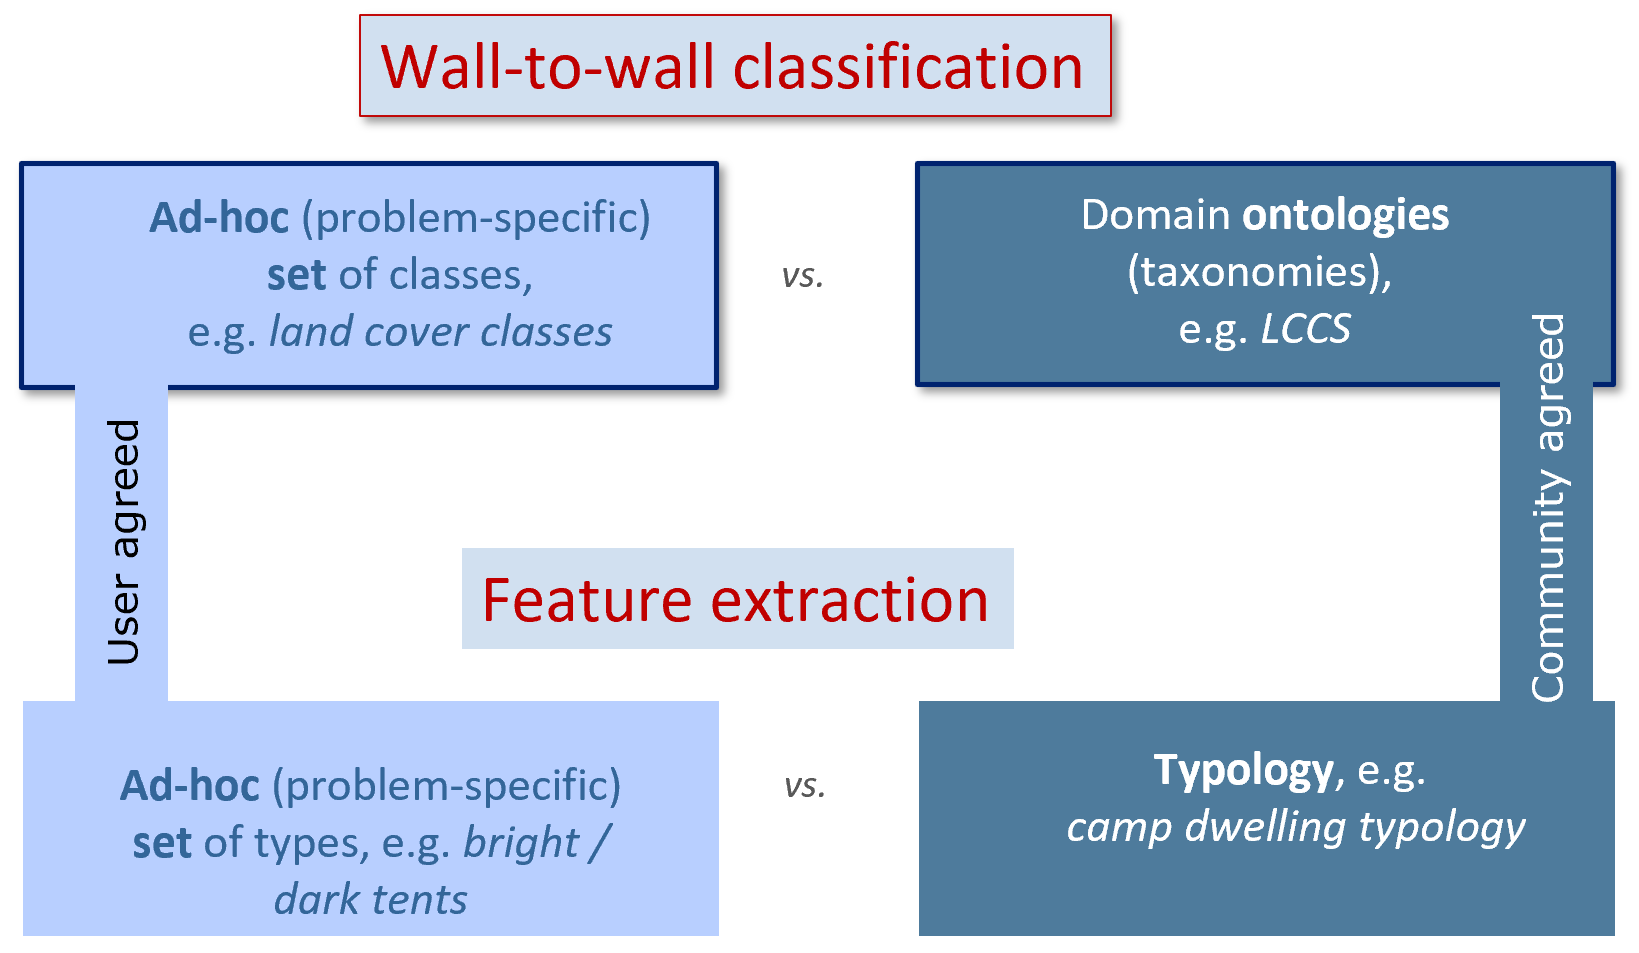 Wall-to-wall classification
Ad-hoc (problem-specific)
set of classes,
e.g. land cover classes
vs.
Domain ontologies
(taxonomies),
e.g. LCCS
User agreed
Community agreed
Feature extraction
Ad-hoc (problem-specific)
set of types, e.g. bright /
dark tents
vs.
Typology, e.g.
camp dwelling typology